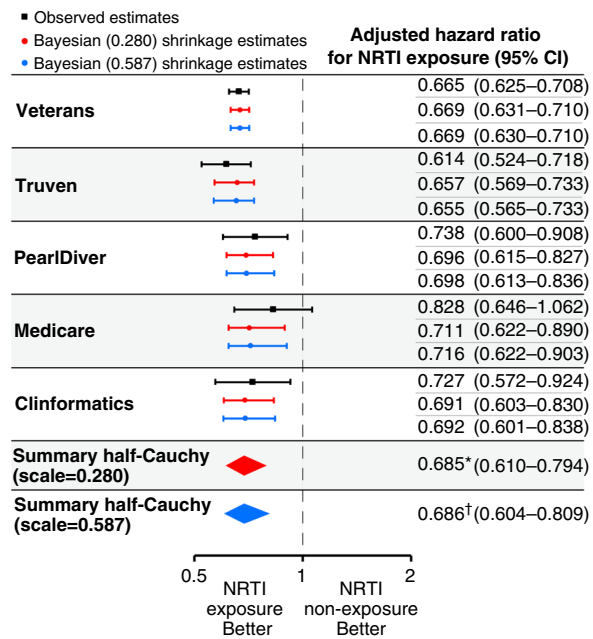 Observed estimates
Bayesian (0.280) shrinkage estimates
Bayesian (0.587) shrinkage estimates
Adjusted hazard ratio
for NRTI exposure (95% CI)
Veterans
0.665 (0.625–0.708)
0.669 (0.631–0.710)
0.669 (0.630–0.710)
Truven
0.614 (0.524–0.718)
0.657 (0.569–0.733)
0.655 (0.565–0.733)
PearlDiver
0.738 (0.600–0.908)
0.696 (0.615–0.827)
0.698 (0.613–0.836)
Medicare
0.828 (0.646–1.062)
0.711 (0.622–0.890)
0.716 (0.622–0.903)
Clinformatics
0.727 (0.572–0.924)
0.691 (0.603–0.830)
0.692 (0.601–0.838)
Summary half-Cauchy
(scale=0.280)
0.685* (0.610–0.794)
Summary half-Cauchy
(scale=0.587)
0.686† (0.604–0.809)
0.5 1 2
NRTI
exposure
Better
NRTI
non-exposure
Better